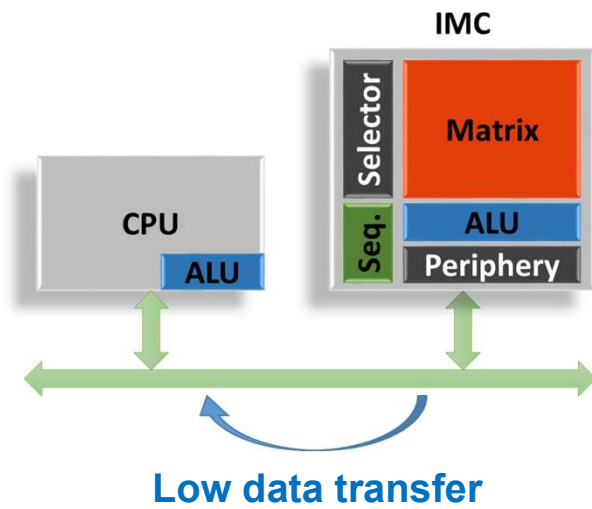 IMC
Selector
Matrix
CPU
ALU
Seq.
ALU
Periphery
Low data transfer